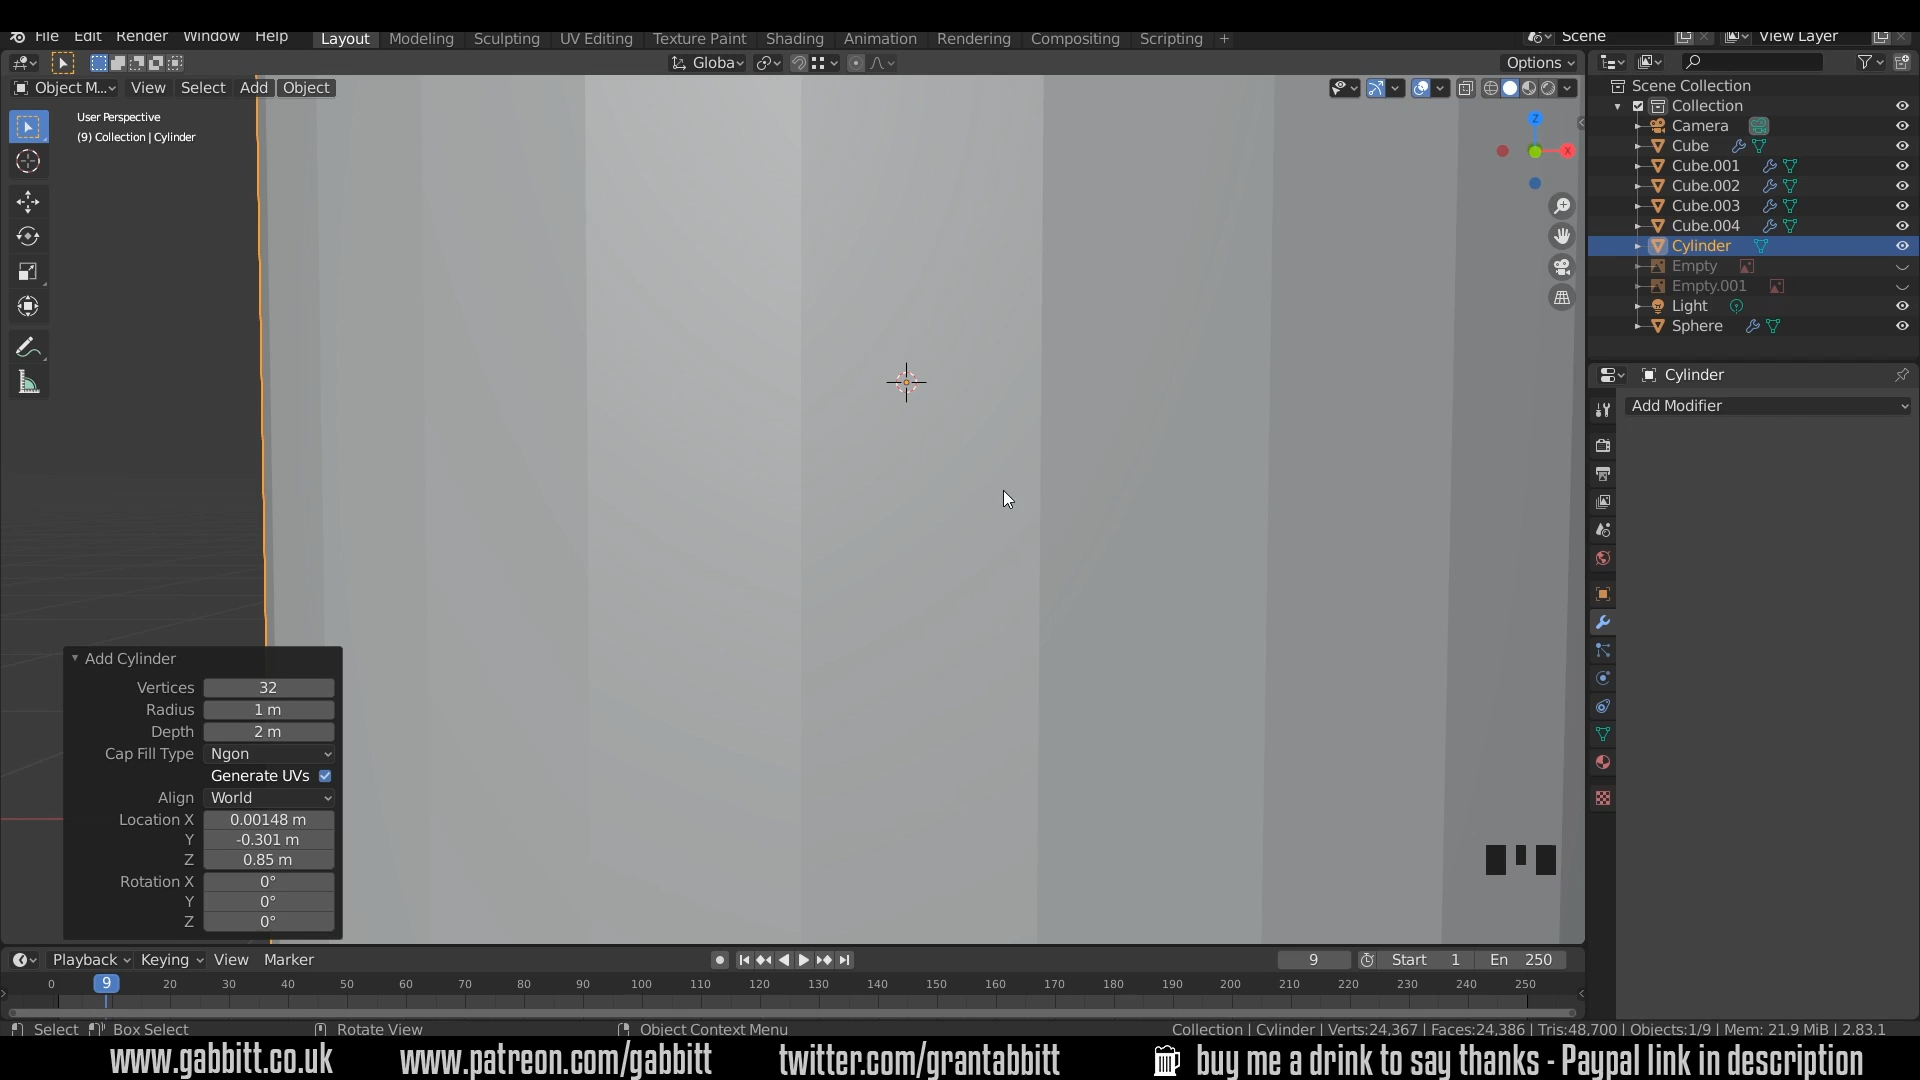 File Edit Render Window Help Layout Modeling Sculpting UV Editing Texture Paint Shading Animation Rendering Compositing Scripting + Scene View Layer
Globa Options
Object M... View Select Add Object
User Perspective
(9) Collection | Cylinder
Z
X
Scene Collection
Collection
Camera
Cube
Cube.001
Cube.002
Cube.003
Cube.004
Cylinder
Empty
Empty.001
Light
Sphere
Cylinder
Add Modifier
Add Cylinder
Vertices 32
Radius 1 m
Depth 2 m
Cap Fill Type Ngon
Generate UVs
Align World
Location X 0.00148 m
Y -0.301 m
Z 0.85 m
Rotation X 0°
Y 0°
Z 0°
Playback Keying View Marker 9 Start 1 En 250
0 9 20 30 40 50 60 70 80 90 100 110 120 130 140 150 160 170 180 190 200 210 220 230 240 250
Select Box Select Rotate View Object Context Menu Collection | Cylinder | Verts:24,367 | Faces:24,386 | Tris:48,700 | Objects:1/9 | Mem: 21.9 MiB | 2.83.1
www.gabbitt.co.uk www.patreon.com/gabbitt twitter.com/grantabbitt buy me a drink to say thanks - Paypal link in description